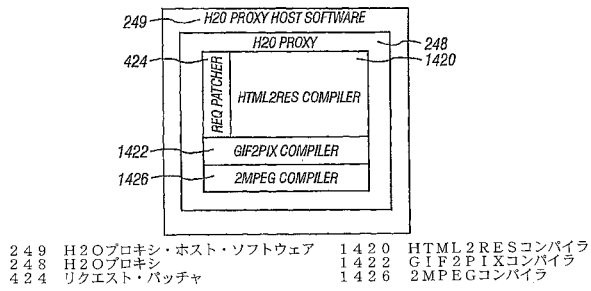 249
H2O PROXY HOST SOFTWARE
H2O PROXY
248
424
1420
REQ PATCHER
HTML2RES COMPILER
1422
GIF2PIX COMPILER
1426
2MPEG COMPILER
249 H2Oプロキシ・ホスト・ソフトウェア 1420 HTML2RESコンパイラ
248 H2Oプロキシ 1422 GIF2PIXコンパイラ
424 リクエスト・パッチャ 1426 2MPEGコンパイラ